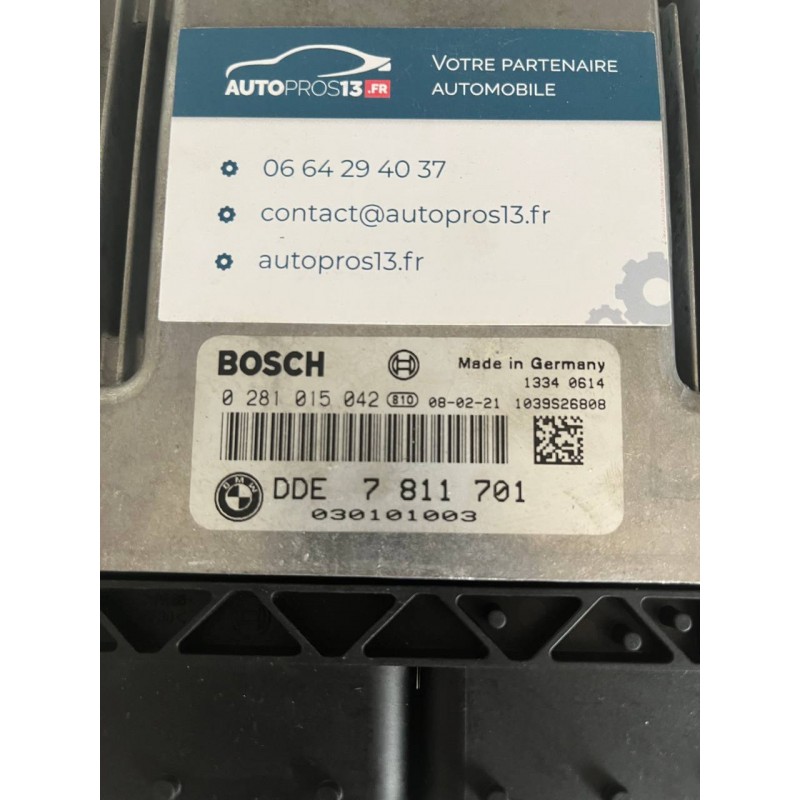 AUTOPROS13.FR
VOTRE PARTENAIRE
AUTOMOBILE
06 64 29 40 37
contact@autopros13.fr
autopros13.fr
BOSCH
Made in Germany
1334 0614
0 281 015 042 810 08-02-21 1039S26808
BMW
DDE 7 811 701
030101003